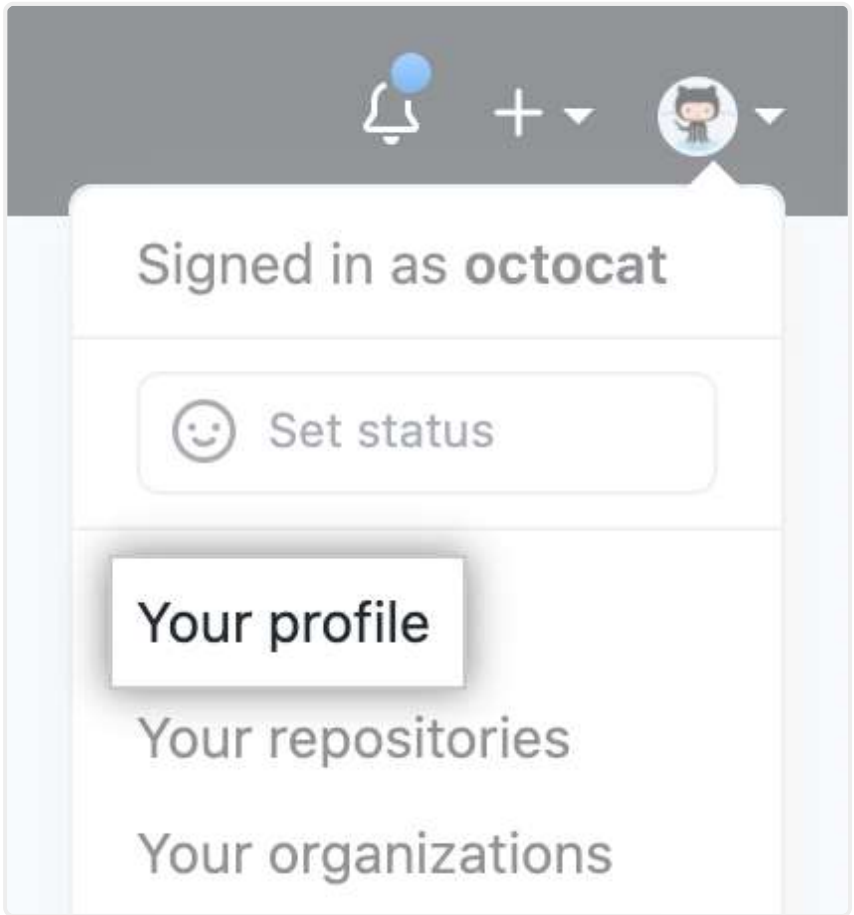 Signed in as octocat
Set status
Your profile
Your repositories
Your organizations